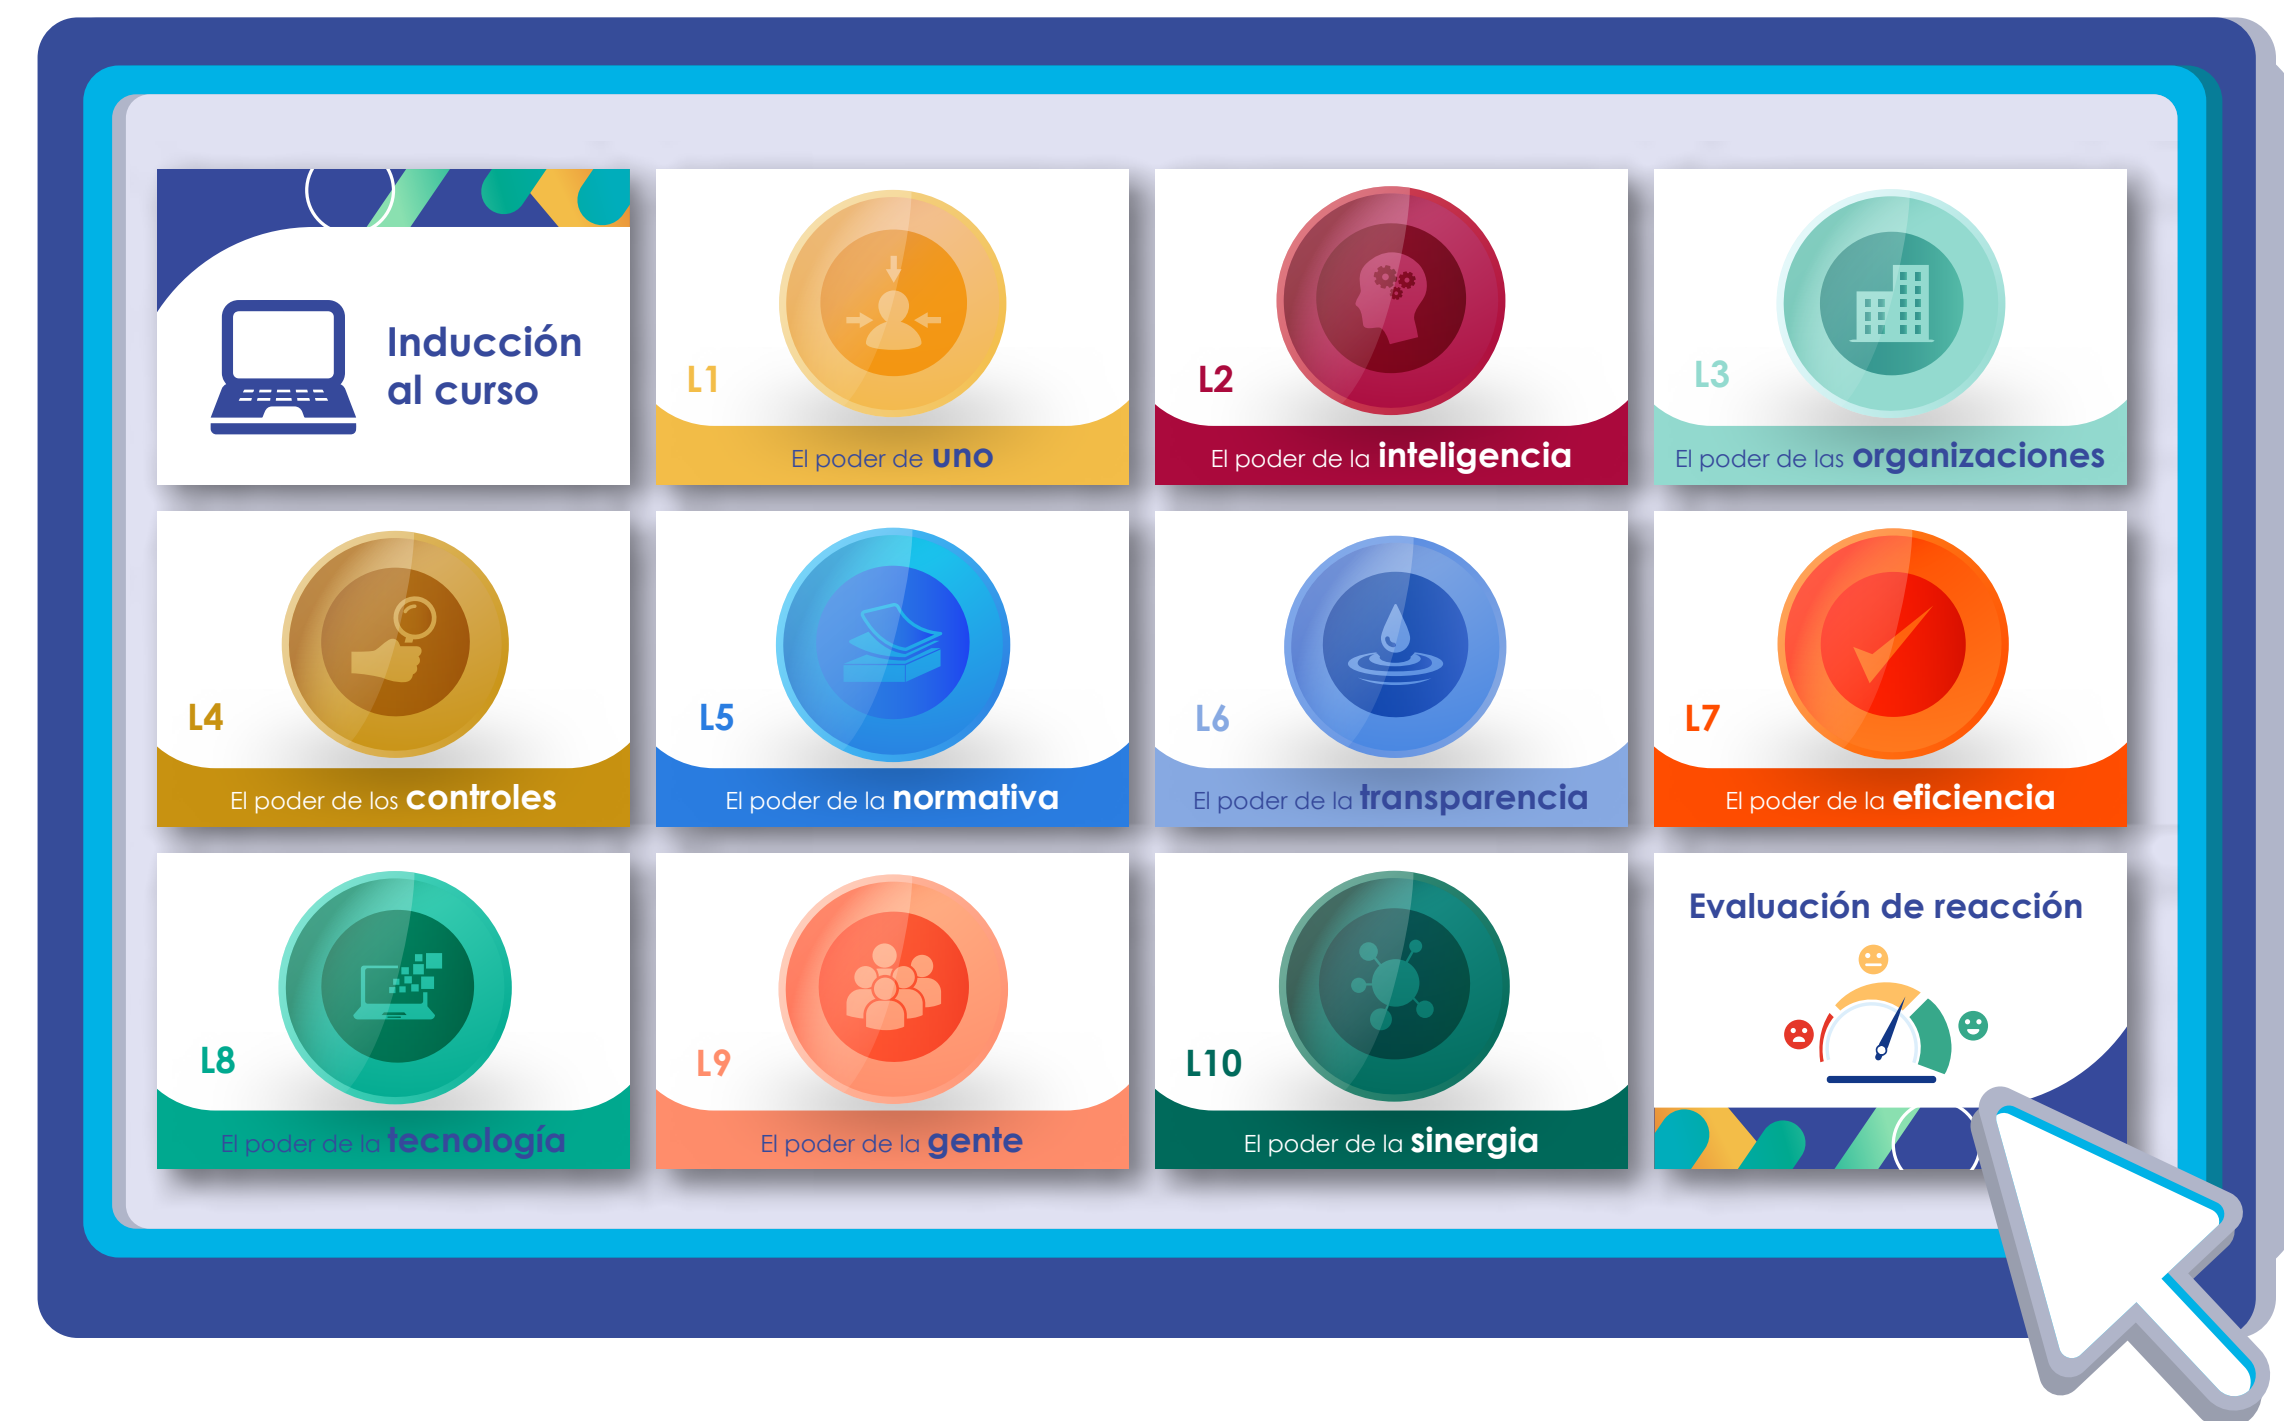 Inducción
al curso
L1
El poder de uno
L2
El poder de la inteligencia
L3
El poder de las organizaciones
L4
El poder de los controles
L5
El poder de la normativa
L6
El poder de la transparencia
L7
El poder de la eficiencia
L8
El poder de la tecnología
L9
El poder de la gente
L10
El poder de la sinergia
Evaluación de reacción